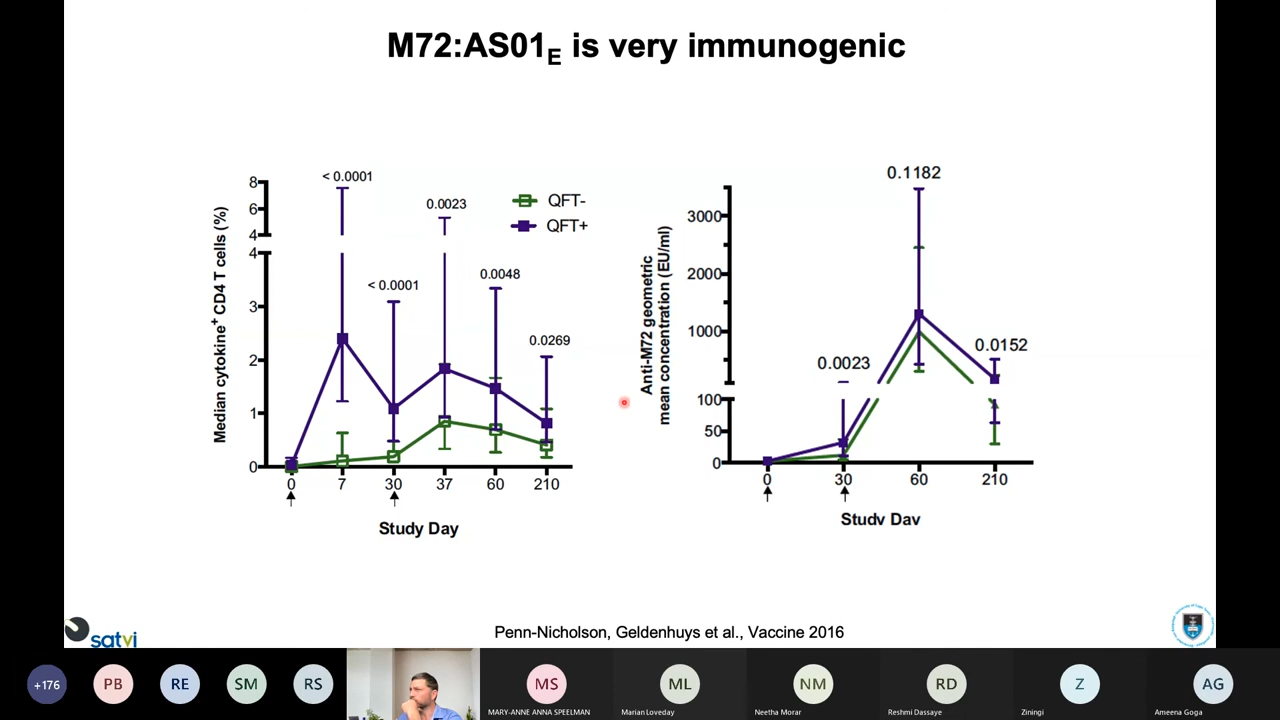 M72:AS01E is very immunogenic
Median cytokine+ CD4 T cells (%)
8
6
4
4
3
2
1
0
< 0.0001
< 0.0001
0.0023
0.0048
0.0269
QFT-
QFT+
0 7 30 37 60 210
Study Day
Anti-M72 geometric
mean concentration (EU/ml)
3000
2000
1000
100
50
0
0.0023
0.1182
0.0152
0 30 60 210
Study Day
Penn-Nicholson, Geldenhuys et al., Vaccine 2016
satvi
+176 PB RE SM RS MS ML NM RD Z AG
MARY-ANNE ANNA SPEELMAN Marian Loveday Neetha Morar Reshmi Dassaye Ziningi Ameena Goga